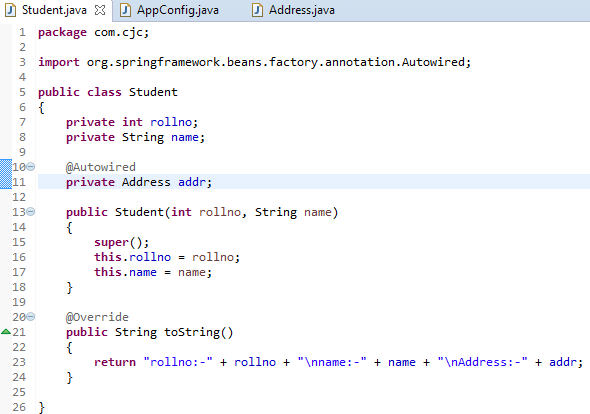 Student.java AppConfig.java Address.java
1 package com.cjc;
2
3 import org.springframework.beans.factory.annotation.Autowired;
4
5 public class Student
6 {
7     private int rollno;
8     private String name;
9
10     @Autowired
11     private Address addr;
12
13     public Student(int rollno, String name)
14     {
15         super();
16         this.rollno = rollno;
17         this.name = name;
18     }
19
20     @Override
21     public String toString()
22     {
23         return "rollno:-" + rollno + "\nname:-" + name + "\nAddress:-" + addr;
24     }
25
26 }